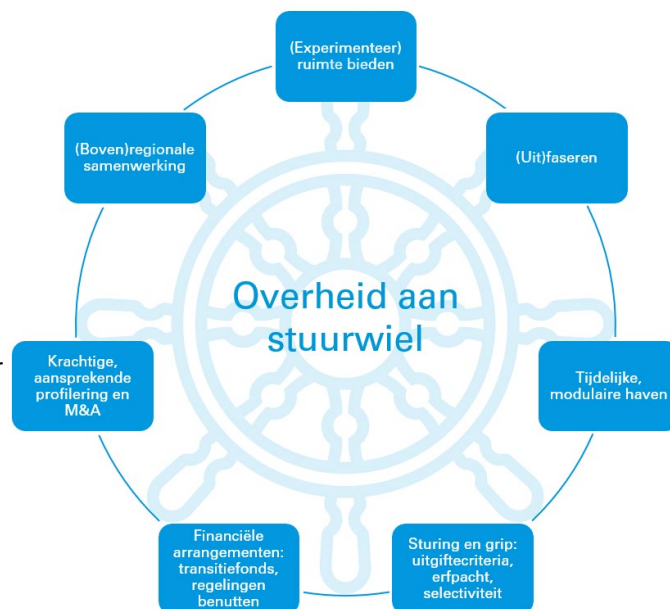 (Experimenteer)
ruimte bieden
(Boven)regionale
samenwerking
(Uit)faseren
Overheid aan
stuurwiel
Krachtige,
aansprekende
profilering en
M&A
Tijdelijke,
modulaire haven
Financiële
arrangementen:
transitiefonds,
regelingen
benutten
Sturing en grip:
uitgiftecriteria,
erfpacht,
selectiviteit